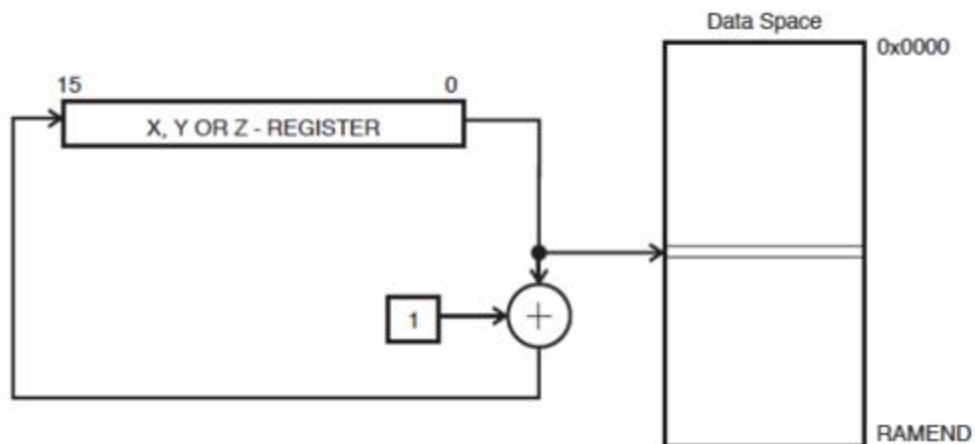 Data Space
0x0000
15
0
X, Y OR Z - REGISTER
1
+
RAMEND